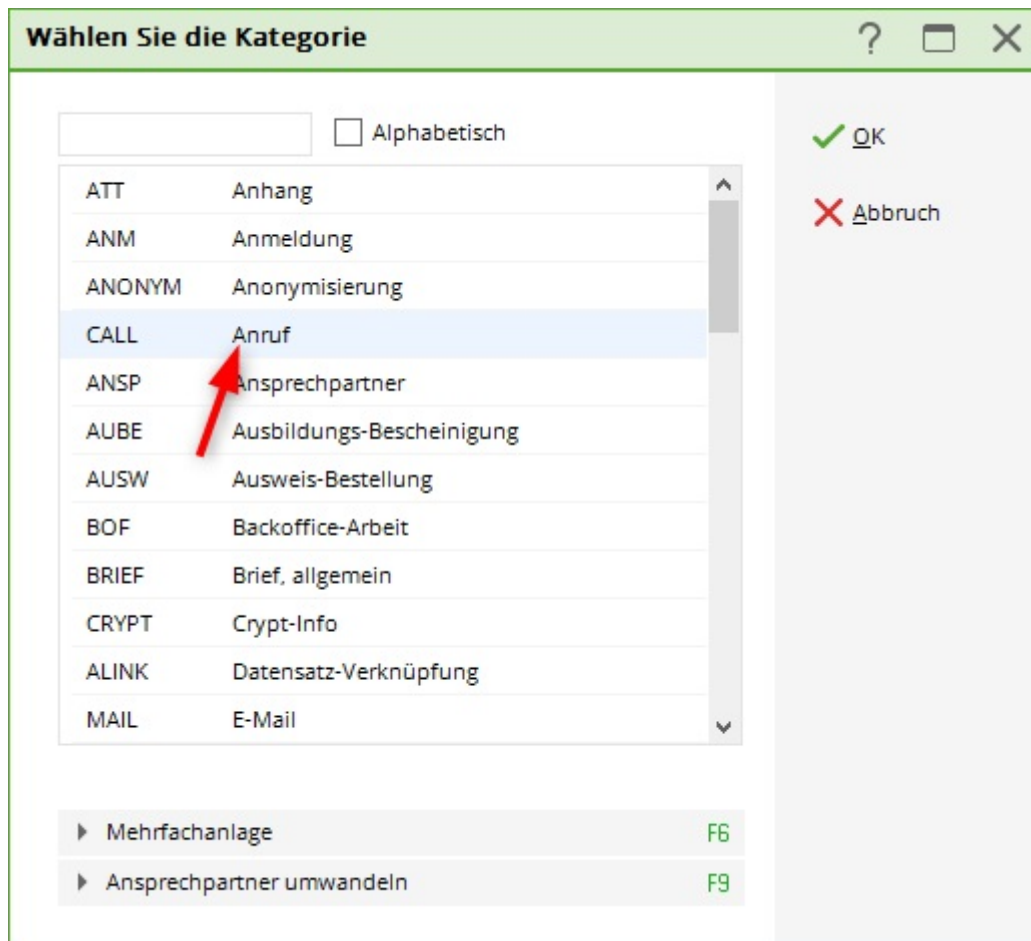 Wählen Sie die Kategorie
Alphabetisch
ATT Anhang
ANM Anmeldung
ANONYM Anonymisierung
CALL Anruf
ANSP Ansprechpartner
AUBE Ausbildungs-Bescheinigung
AUSW Ausweis-Bestellung
BOF Backoffice-Arbeit
BRIEF Brief, allgemein
CRYPT Crypt-Info
ALINK Datensatz-Verknüpfung
MAIL E-Mail
Mehrfachanlage F6
Ansprechpartner umwandeln F9
OK
Abbruch